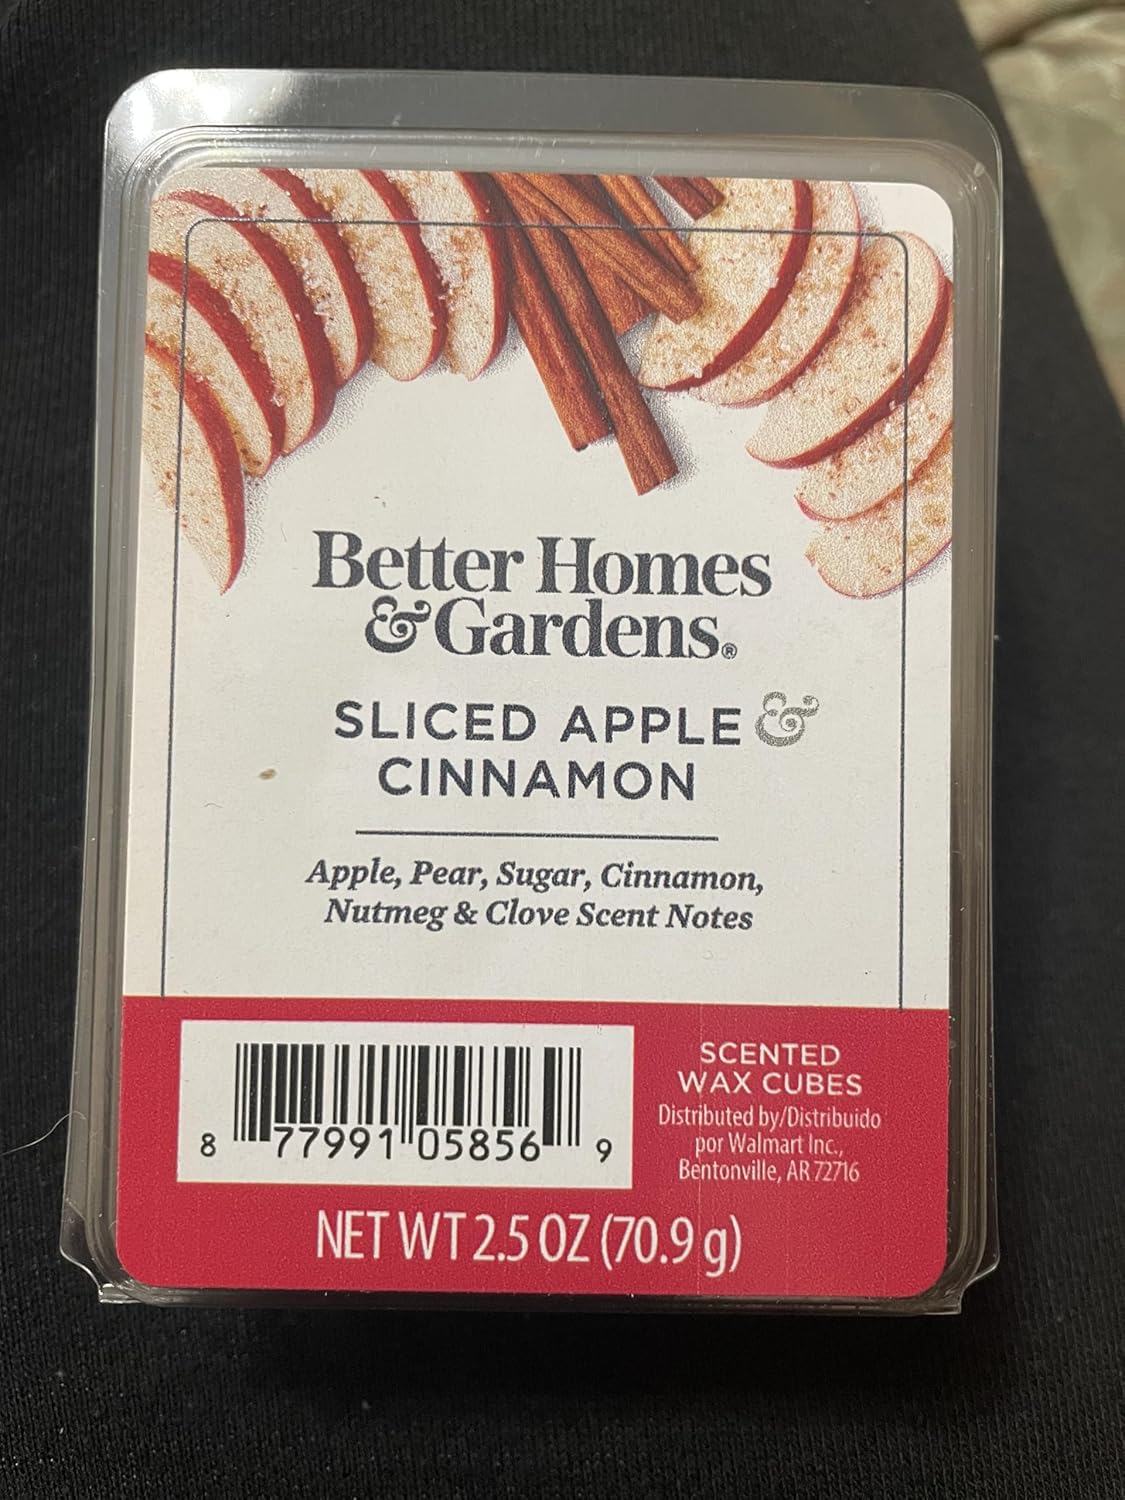 Better Homes
& Gardens®
SLICED APPLE &
CINNAMON
Apple, Pear, Sugar, Cinnamon,
Nutmeg & Clove Scent Notes
SCENTED
WAX CUBES
Distributed by/Distribuido
por Walmart Inc.,
Bentonville, AR 72716
8 77991 05856 9
NET WT 2.5 OZ (70.9 g)